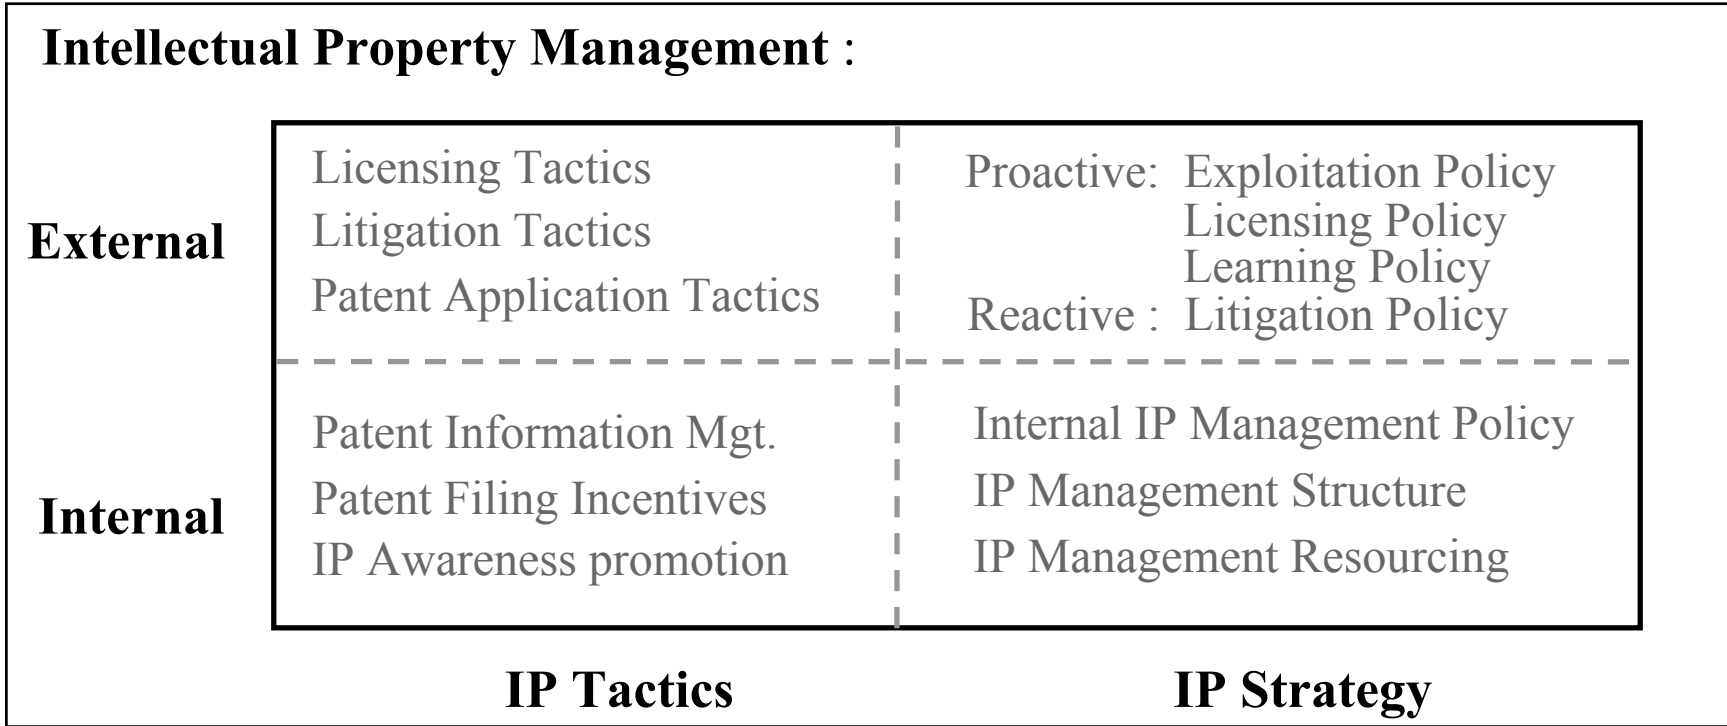 Intellectual Property Management :
External
Licensing Tactics
Litigation Tactics
Patent Application Tactics
Proactive: Exploitation Policy
Licensing Policy
Learning Policy
Reactive : Litigation Policy
Internal
Patent Information Mgt.
Patent Filing Incentives
IP Awareness promotion
Internal IP Management Policy
IP Management Structure
IP Management Resourcing
IP Tactics
IP Strategy